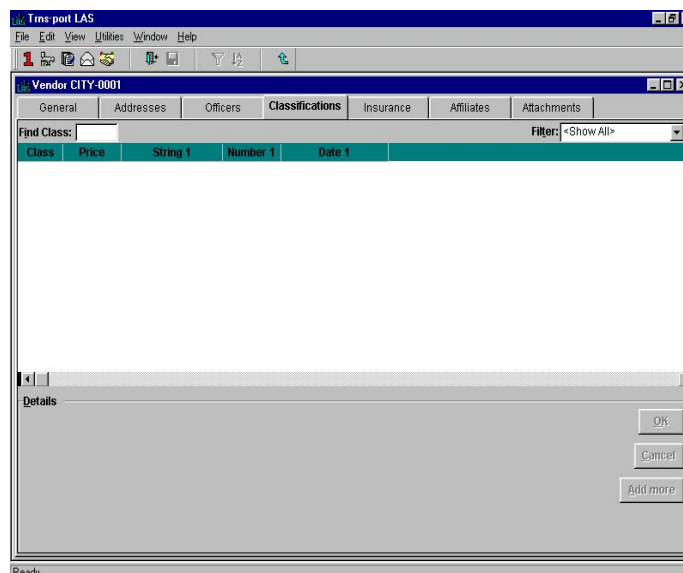 Trns·port LAS
File Edit View Utilities Window Help
Vendor CITY-0001
General Addresses Officers Classifications Insurance Affiliates Attachments
Find Class: Filter: <Show All>
Class Price String 1 Number 1 Date 1
Details
OK
Cancel
Add more
Ready